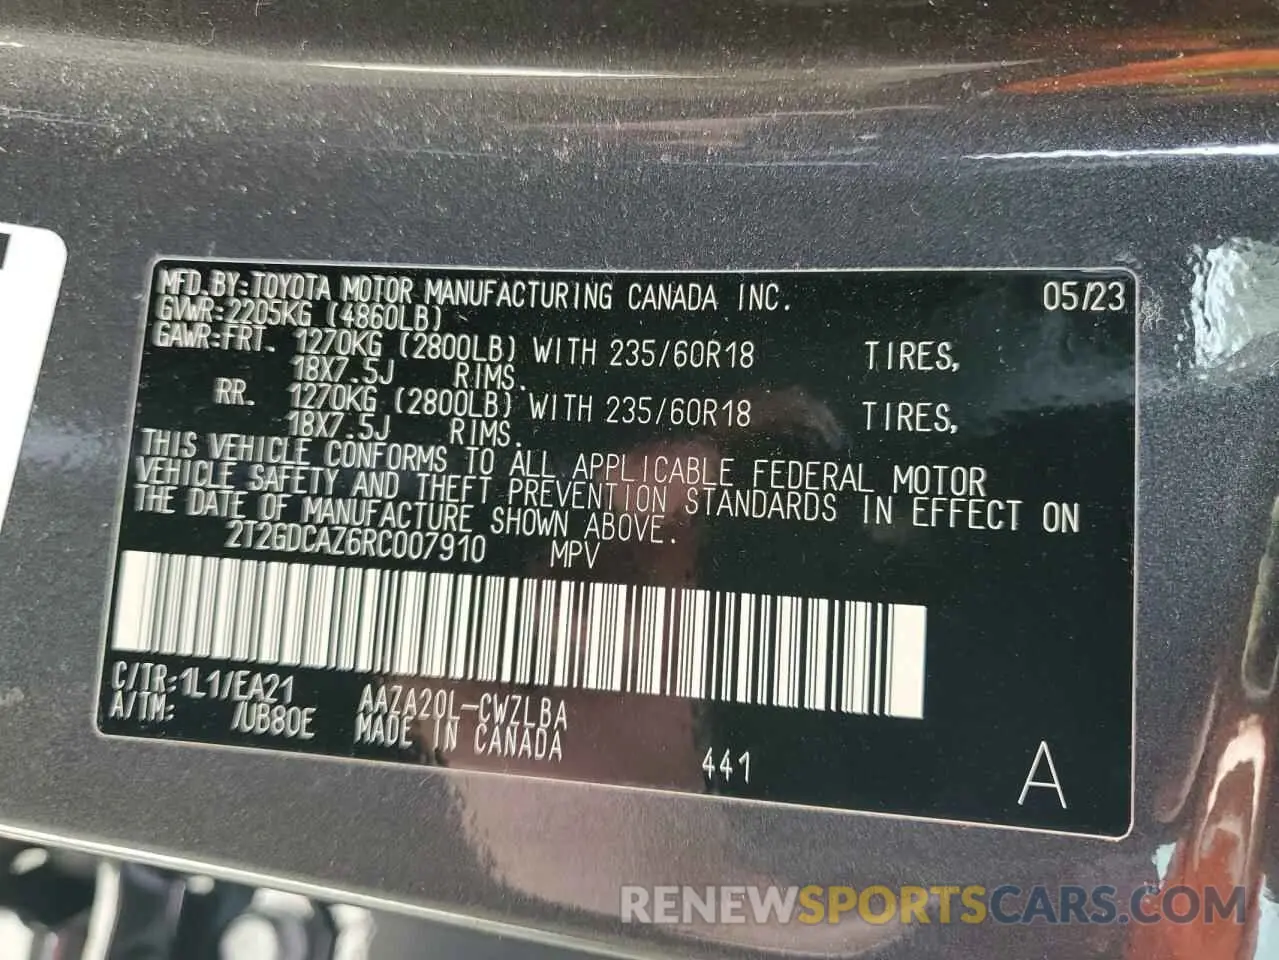 MFD.BY:TOYOTA MOTOR MANUFACTURING CANADA INC. 05/23
GVWR:2205KG (4860LB)
GAWR:FRT. 1270KG (2800LB) WITH 235/60R18 TIRES,
18X7.5J RIMS.
RR. 1270KG (2800LB) WITH 235/60R18 TIRES,
18X7.5J RIMS.
THIS VEHICLE CONFORMS TO ALL APPLICABLE FEDERAL MOTOR
VEHICLE SAFETY AND THEFT PREVENTION STANDARDS IN EFFECT ON
THE DATE OF MANUFACTURE SHOWN ABOVE.
2T2GDCAZ6RC007910 MPV
C/TR:1L1/EA21 AAZA20L-CWZLBA
A/TM: /UB80E MADE IN CANADA
441 A
RENEWSPORTSCARS.COM